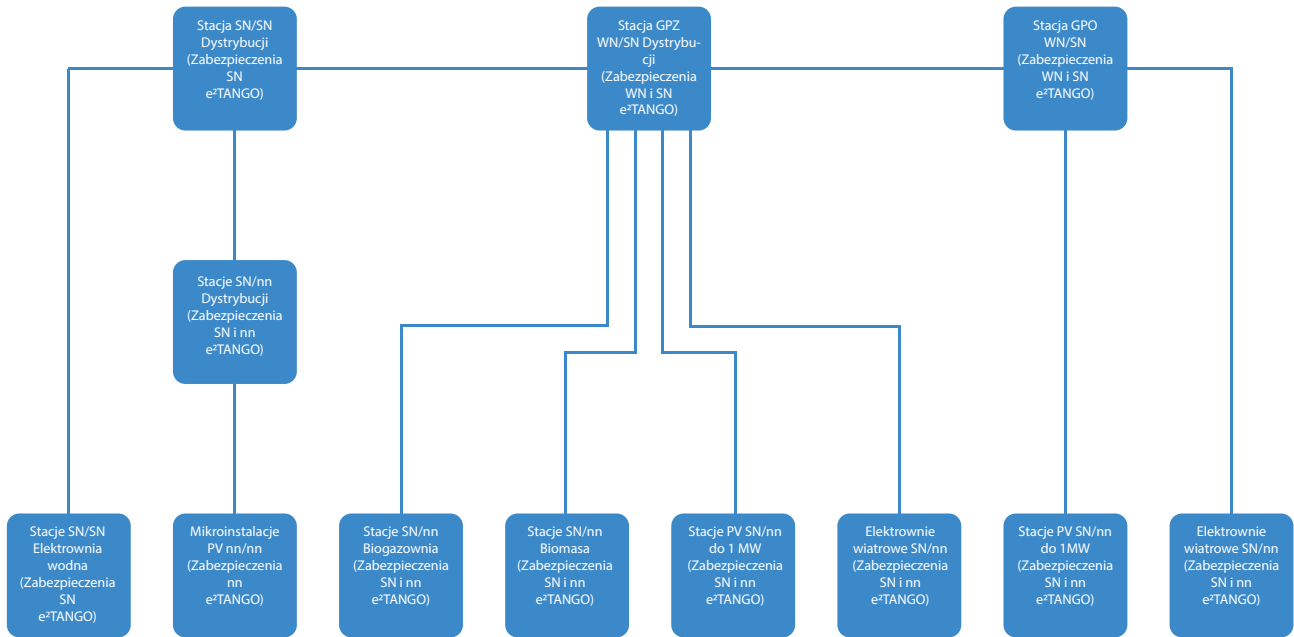 Stacja SN/SN
Dystrybucji
(Zabezpieczenia
SN
e²TANGO)
Stacja GPZ
WN/SN Dystrybu-
cji
(Zabezpieczenia
WN i SN
e²TANGO)
Stacja GPO
WN/SN
(Zabezpieczenia
WN i SN
e²TANGO)
Stacje SN/nn
Dystrybucji
(Zabezpieczenia
SN i nn
e²TANGO)
Stacje SN/SN
Elektrownia
wodna
(Zabezpieczenia
SN
e²TANGO)
Mikroinstalacje
PV nn/nn
(Zabezpieczenia
nn
e²TANGO)
Stacje SN/nn
Biogazownia
(Zabezpieczenia
SN i nn
e²TANGO)
Stacje SN/nn
Biomasa
(Zabezpieczenia
SN i nn
e²TANGO)
Stacje PV SN/nn
do 1 MW
(Zabezpieczenia
SN i nn
e²TANGO)
Elektrownie
wiatrowe SN/nn
(Zabezpieczenia
SN i nn
e²TANGO)
Stacje PV SN/nn
do 1MW
(Zabezpieczenia
SN i nn
e²TANGO)
Elektrownie
wiatrowe SN/nn
(Zabezpieczenia
SN i nn
e²TANGO)